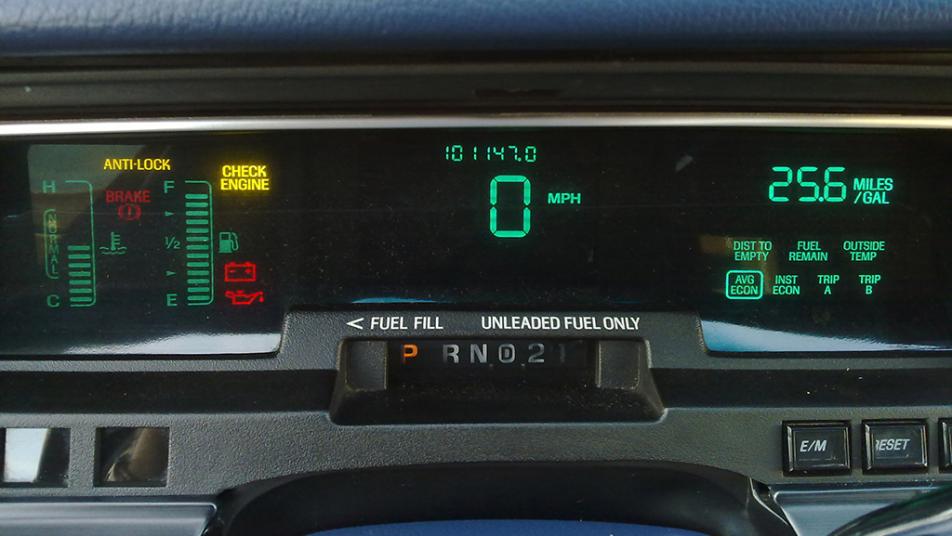 ANTI-LOCK
CHECK
ENGINE
H
BRAKE
F
NORMAL
1/2
C
E
101147.0
0 MPH
25.6 MILES
/GAL
DIST TO
EMPTY
FUEL
REMAIN
OUTSIDE
TEMP
AVG
ECON
INST
ECON
TRIP
A
TRIP
B
< FUEL FILL UNLEADED FUEL ONLY
P R N D 2 1
E/M
RESET